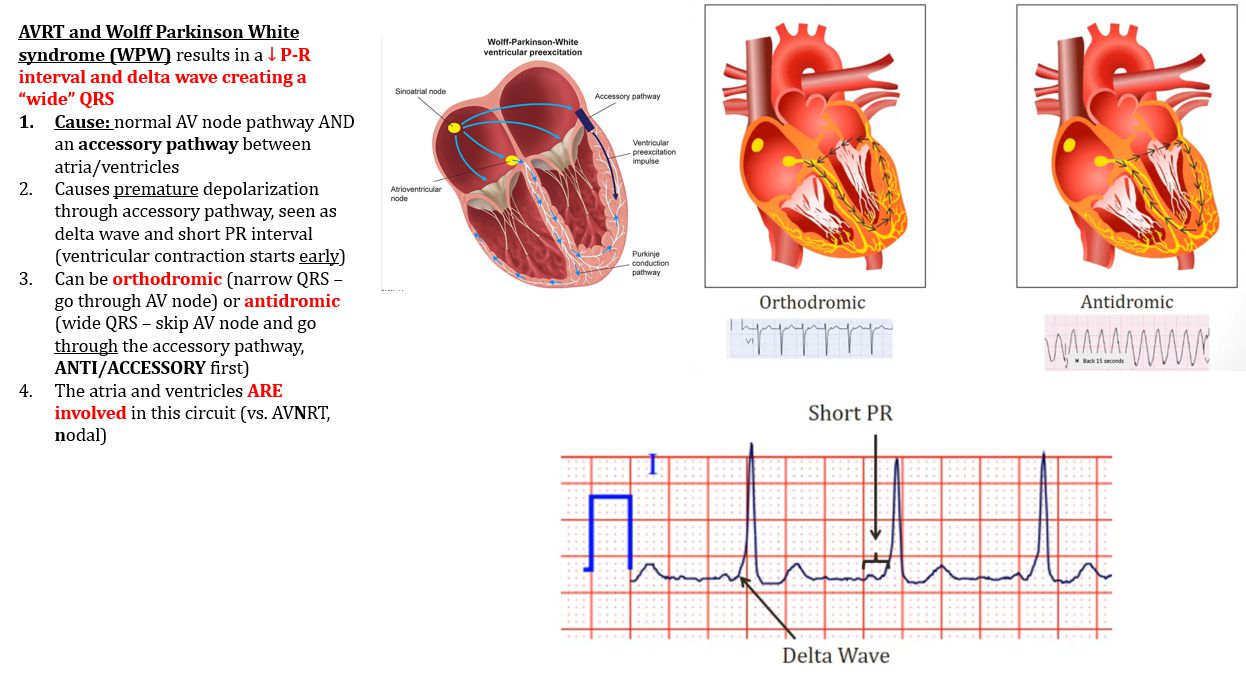 AVRT and Wolff Parkinson White
syndrome (WPW) results in a ↓ P-R
interval and delta wave creating a
“wide” QRS
1. Cause: normal AV node pathway AND
an accessory pathway between
atria/ventricles
2. Causes premature depolarization
through accessory pathway, seen as
delta wave and short PR interval
(ventricular contraction starts early)
3. Can be orthodromic (narrow QRS –
go through AV node) or antidromic
(wide QRS – skip AV node and go
through the accessory pathway,
ANTI/ACCESSORY first)
4. The atria and ventricles ARE
involved in this circuit (vs. AVNRT,
nodal)
Wolff-Parkinson-White
ventricular preexcitation
Sinoatrial node
Accessory pathway
Ventricular
preexcitation
impulse
Atrioventricular
node
Purkinje
conduction
pathway
Orthodromic
V1
Antidromic
Back 15 seconds
Short PR
I
Delta Wave